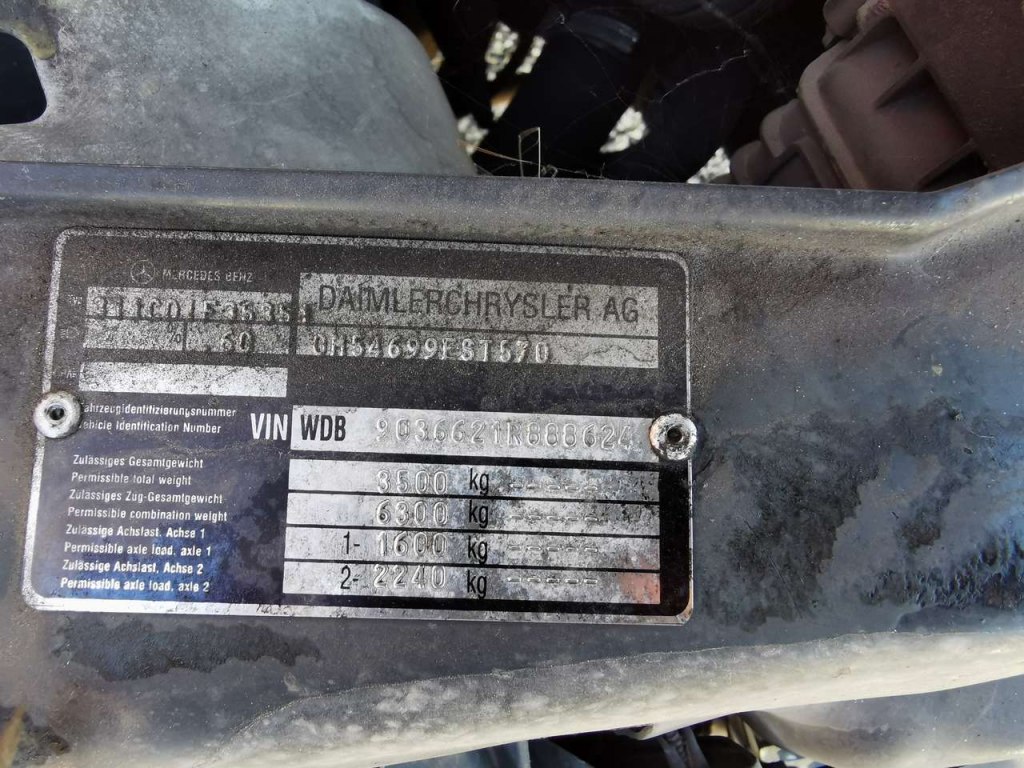 MERCEDES BENZ
DAIMLERCHRYSLER AG
% .60
Fahrzeugidentifizierungsnummer
Vehicle Identification Number
VIN WDB 9036621R888624
Zulässiges Gesamtgewicht
Permissible total weight
3500 kg ------
Zulässiges Zug-Gesamtgewicht
Permissible combination weight
6300 kg ------
Zulässige Achslast, Achse 1
Permissible axle load, axle 1
1- 1600 kg ------
Zulässige Achslast, Achse 2
Permissible axle load, axle 2
2- 2240 kg ------